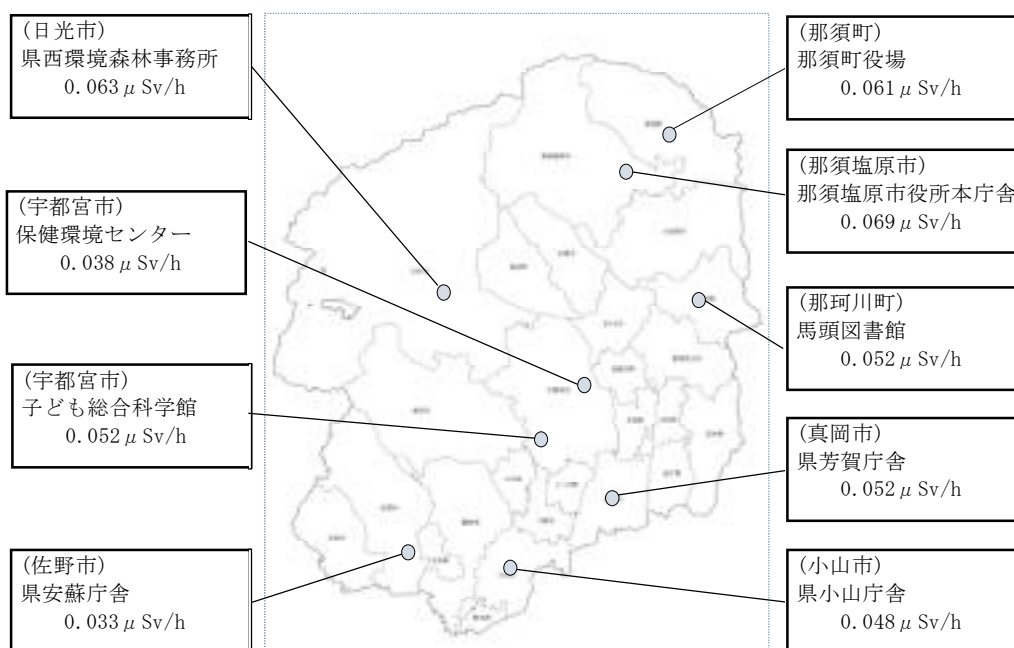 (日光市)
県西環境森林事務所
0.063μSv/h
(宇都宮市)
保健環境センター
0.038μSv/h
(宇都宮市)
子ども総合科学館
0.052μSv/h
(佐野市)
県安蘇庁舎
0.033μSv/h
(那須町)
那須町役場
0.061μSv/h
(那須塩原市)
那須塩原市役所本庁舎
0.069μSv/h
(那珂川町)
馬頭図書館
0.052μSv/h
(真岡市)
県芳賀庁舎
0.052μSv/h
(小山市)
県小山庁舎
0.048μSv/h